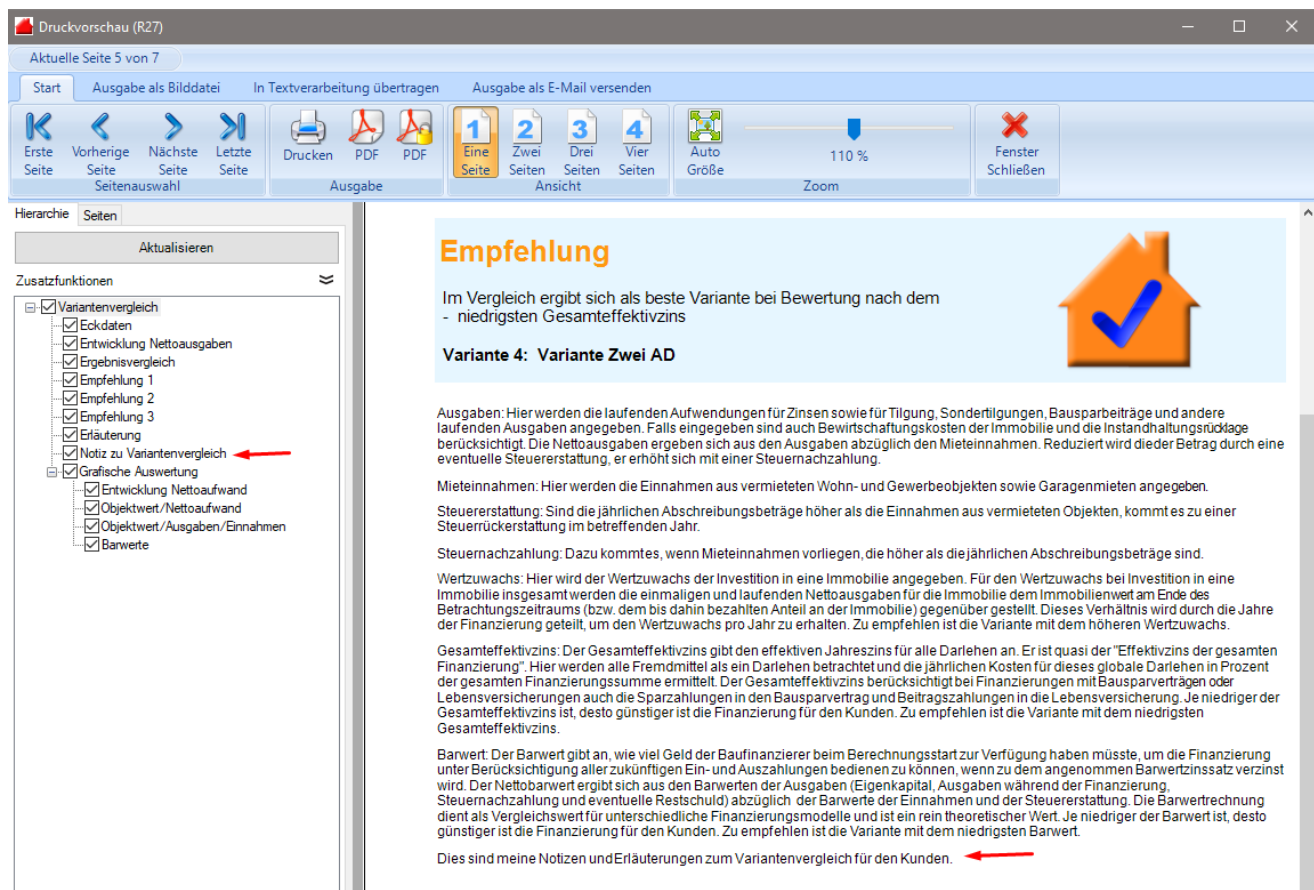 Druckvorschau (R27)
Aktuelle Seite 5 von 7
Start Ausgabe als Bilddatei In Textverarbeitung übertragen Ausgabe als E-Mail versenden
1 2 3 4
Erste Vorherige Nächste Letzte Drucken PDF PDF Eine Zwei Drei Vier Auto 110 % Fenster
Seite Seite Seite Seite Seite Seiten Seiten Seiten Größe Schließen
Seitenauswahl Ausgabe Ansicht Zoom
Hierarchie Seiten
Aktualisieren
Zusatzfunktionen
Variantenvergleich
Eckdaten
Entwicklung Nettoausgaben
Ergebnisvergleich
Empfehlung 1
Empfehlung 2
Empfehlung 3
Erläuterung
Notiz zu Variantenvergleich
Grafische Auswertung
Entwicklung Nettoaufwand
Objektwert/Nettoaufwand
Objektwert/Ausgaben/Einnahmen
Barwerte
Empfehlung
Im Vergleich ergibt sich als beste Variante bei Bewertung nach dem
- niedrigsten Gesamteffektivzins
Variante 4: Variante Zwei AD
Ausgaben: Hier werden die laufenden Aufwendungen für Zinsen sowie für Tilgung, Sondertilgungen, Bausparbeiträge und andere
laufenden Ausgaben angegeben. Falls eingegeben sind auch Bewirtschaftungskosten der Immobilie und die Instandhaltungsrücklage
berücksichtigt. Die Nettoausgaben ergeben sich aus den Ausgaben abzüglich den Mieteinnahmen. Reduziert wird dieder Betrag durch eine
eventuelle Steuererstattung, er erhöht sich mit einer Steuernachzahlung.
Mieteinnahmen: Hier werden die Einnahmen aus vermieteten Wohn- und Gewerbeobjekten sowie Garagenmieten angegeben.
Steuererstattung: Sind die jährlichen Abschreibungsbeträge höher als die Einnahmen aus vermieteten Objekten, kommt es zu einer
Steuerrückerstattung im betreffenden Jahr.
Steuernachzahlung: Dazu kommt es, wenn Mieteinnahmen vorliegen, die höher als die jährlichen Abschreibungsbeträge sind.
Wertzuwachs: Hier wird der Wertzuwachs der Investition in eine Immobilie angegeben. Für den Wertzuwachs bei Investition in eine
Immobilie insgesamt werden die einmaligen und laufenden Nettoausgaben für die Immobilie dem Immobilienwert am Ende des
Betrachtungszeitraums (bzw. dem bis dahin bezahlten Anteil an der Immobilie) gegenüber gestellt. Dieses Verhältnis wird durch die Jahre
der Finanzierung geteilt, um den Wertzuwachs pro Jahr zu erhalten. Zu empfehlen ist die Variante mit dem höheren Wertzuwachs.
Gesamteffektivzins: Der Gesamteffektivzins gibt den effektiven Jahreszins für alle Darlehen an. Er ist quasi der "Effektivzins der gesamten
Finanzierung". Hier werden alle Fremdmittel als ein Darlehen betrachtet und die jährlichen Kosten für dieses globale Darlehen in Prozent
der gesamten Finanzierungssumme ermittelt. Der Gesamteffektivzins berücksichtigt bei Finanzierungen mit Bausparverträgen oder
Lebensversicherungen auch die Sparzahlungen in den Bausparvertrag und Beitragszahlungen in die Lebensversicherung. Je niedriger der
Gesamteffektivzins ist, desto günstiger ist die Finanzierung für den Kunden. Zu empfehlen ist die Variante mit dem niedrigsten
Gesamteffektivzins.
Barwert: Der Barwert gibt an, wie viel Geld der Baufinanzierer beim Berechnungsstart zur Verfügung haben müsste, um die Finanzierung
unter Berücksichtigung aller zukünftigen Ein- und Auszahlungen bedienen zu können, wenn zu dem angenommen Barwertzinssatz verzinst
wird. Der Nettobarwert ergibt sich aus den Barwerten der Ausgaben (Eigenkapital, Ausgaben während der Finanzierung,
Steuernachzahlung und eventuelle Restschuld) abzüglich der Barwerte der Einnahmen und der Steuererstattung. Die Barwertrechnung
dient als Vergleichswert für unterschiedliche Finanzierungsmodelle und ist ein rein theoretischer Wert. Je niedriger der Barwert ist, desto
günstiger ist die Finanzierung für den Kunden. Zu empfehlen ist die Variante mit dem niedrigsten Barwert.
Dies sind meine Notizen und Erläuterungen zum Variantenvergleich für den Kunden.